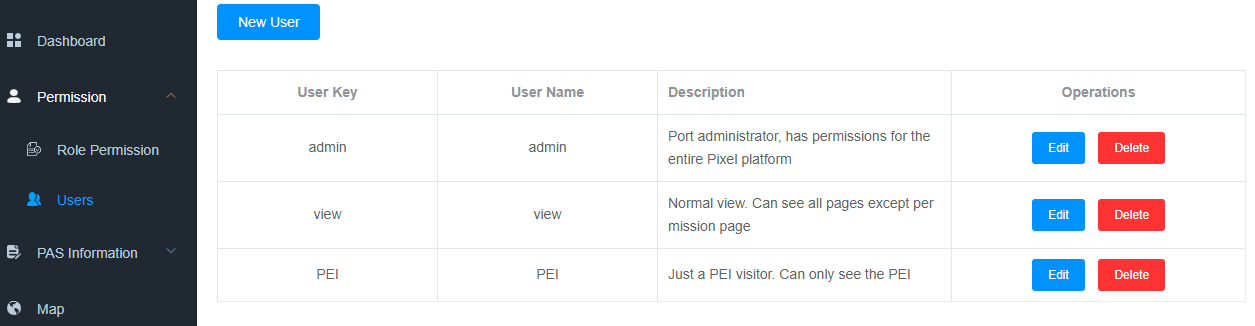 New User
Dashboard
Permission
Role Permission
Users
PAS Information
Map
User Key User Name Description Operations
admin admin Port administrator, has permissions for the
entire Pixel platform Edit Delete
view view Normal view. Can see all pages except per
mission page Edit Delete
PEI PEI Just a PEI visitor. Can only see the PEI Edit Delete